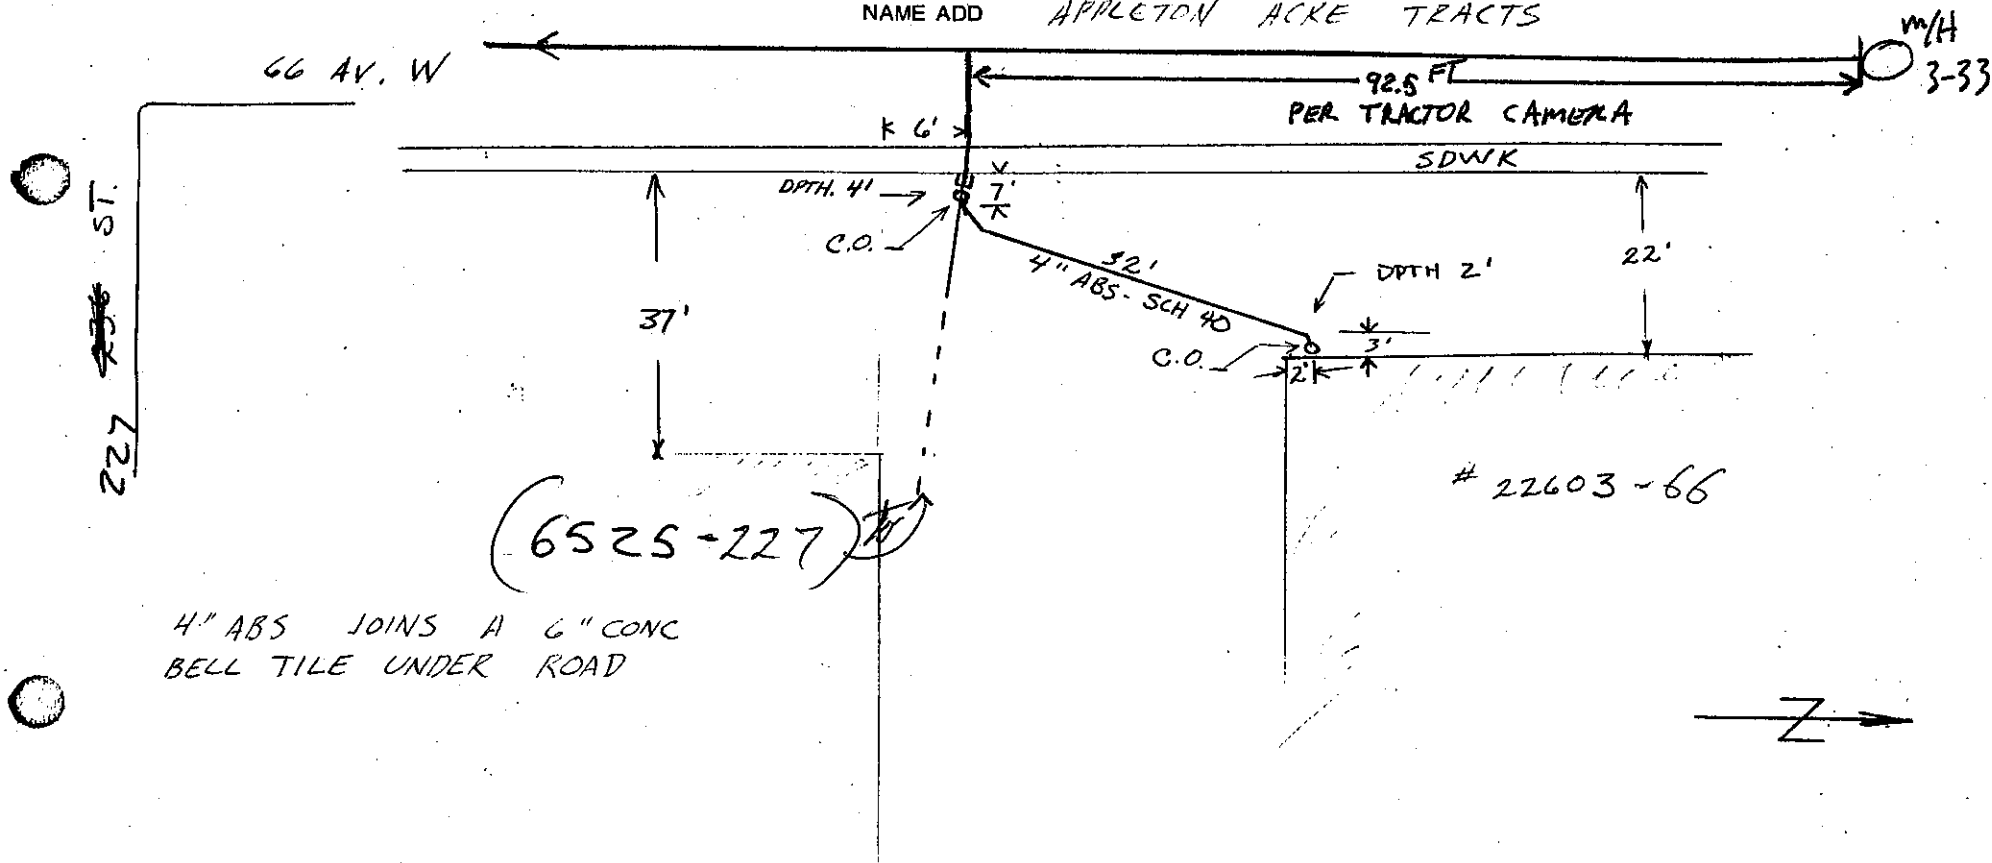 NAME ADD APPLETON ACRE TRACTS
M/H
3-33
66 AV. W
92.5 FT
PER TRACTOR CAMERA
6'
SDWK
DPTH. 4'
7'
C.O.
227 ST.
32'
4" ABS - SCH 40
DPTH 2'
22'
37'
C.O.
3'
2'
# 22603-66
(6525-227)
4" ABS JOINS A 6" CONC
BELL TILE UNDER ROAD
Z